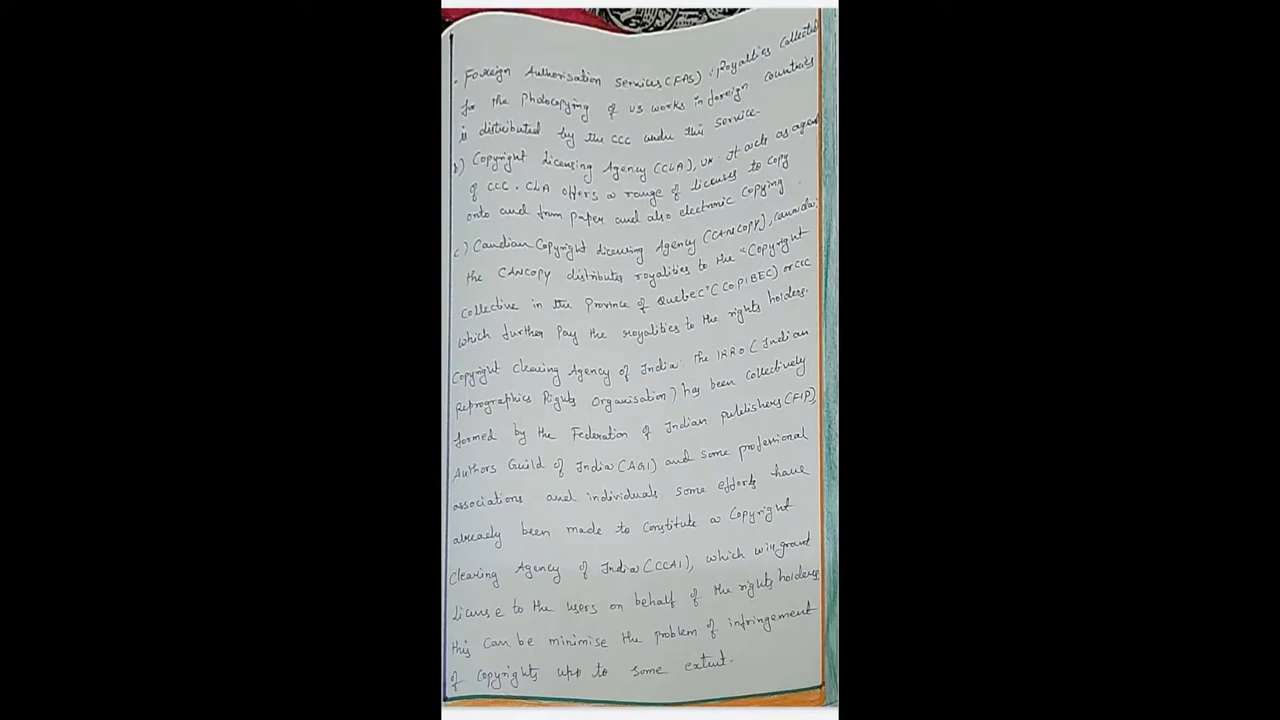 . Foreign Authorisation Services (FAS) : Royalties collected
for the Photocopying of US works in foreign countries
is distributed by the CCC under this service.
b) Copyright licensing Agency (CLA), UK. It acts as agent
of CCC. CLA offers a range of licenses to copy
onto and from paper and also electronic copying.
c) Candian Copyright licensing Agency (CANCOPY), Canada:
the CANCOPY distributes royalities to the "Copyright
collective in the Province of Quebec" (COPIBEC) or CCC
which further Pay the royalities to the rights holders.
Copyright Clearing Agency of India: The IRRO (Indian
Reprographics Rights Organisation) has been collectively
formed by the Federation of Indian publishers (FIP),
Authors Guild of India (AGI) and some professional
associations and individuals some efforts have
already been made to constitute a Copyright
Clearing Agency of India (CCAI), which will grant
license to the users on behalf of the rights holders
this can be minimise the problem of infringement
of copyrights upto to some extent.